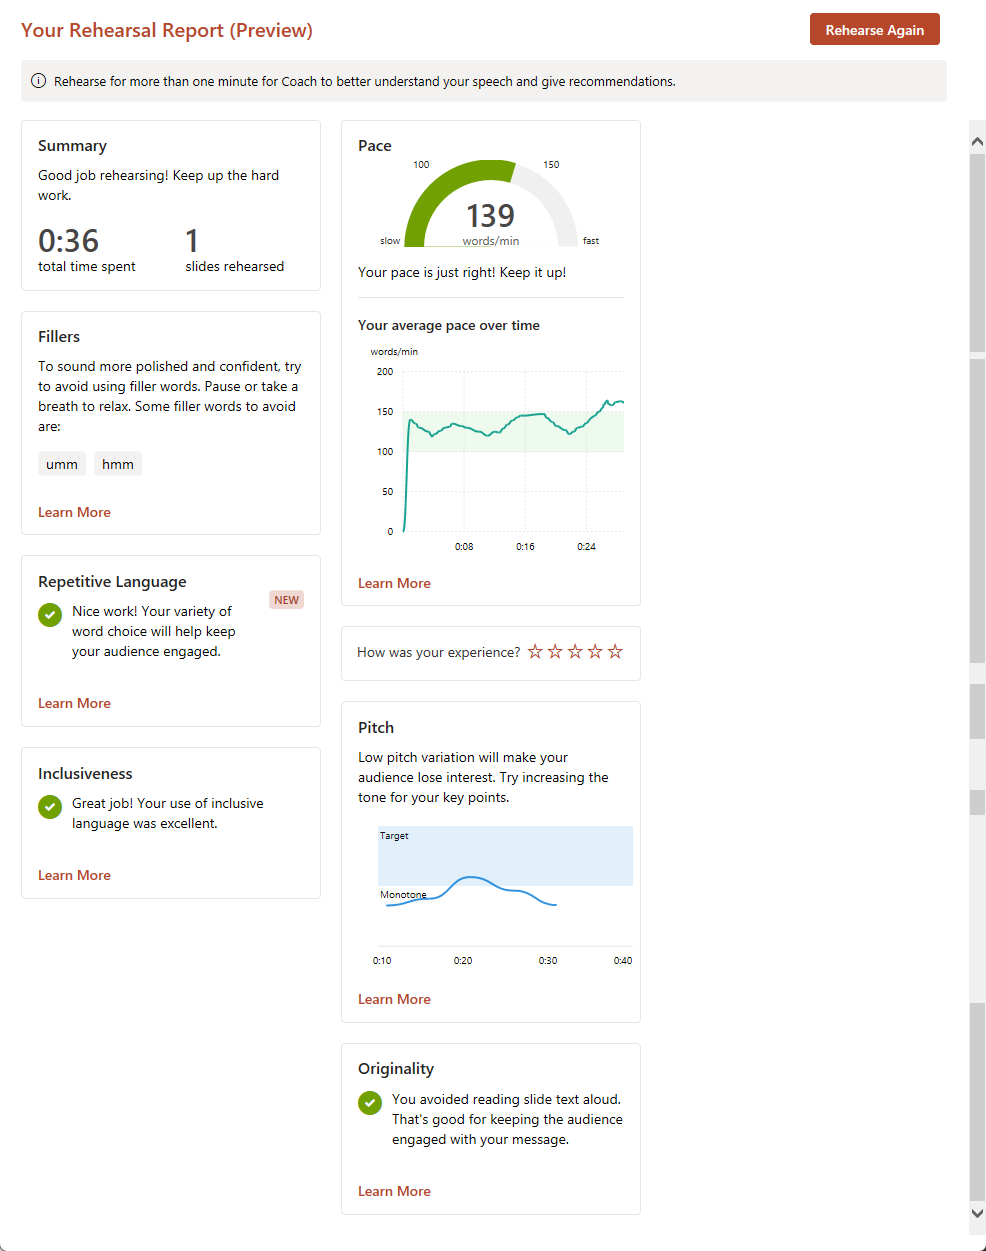 Your Rehearsal Report (Preview)
Rehearse Again
Rehearse for more than one minute for Coach to better understand your speech and give recommendations.
Summary
Good job rehearsing! Keep up the hard
work.
0:36
total time spent
1
slides rehearsed
Fillers
To sound more polished and confident, try
to avoid using filler words. Pause or take a
breath to relax. Some filler words to avoid
are:
umm
hmm
Learn More
Repetitive Language
NEW
Nice work! Your variety of
word choice will help keep
your audience engaged.
Learn More
Inclusiveness
Great job! Your use of inclusive
language was excellent.
Learn More
Pace
100
150
139
words/min
slow
fast
Your pace is just right! Keep it up!
Your average pace over time
words/min
200
150
100
50
0
0:08
0:16
0:24
Learn More
How was your experience?
Pitch
Low pitch variation will make your
audience lose interest. Try increasing the
tone for your key points.
Target
Monotone
0:10
0:20
0:30
0:40
Learn More
Originality
You avoided reading slide text aloud.
That's good for keeping the audience
engaged with your message.
Learn More